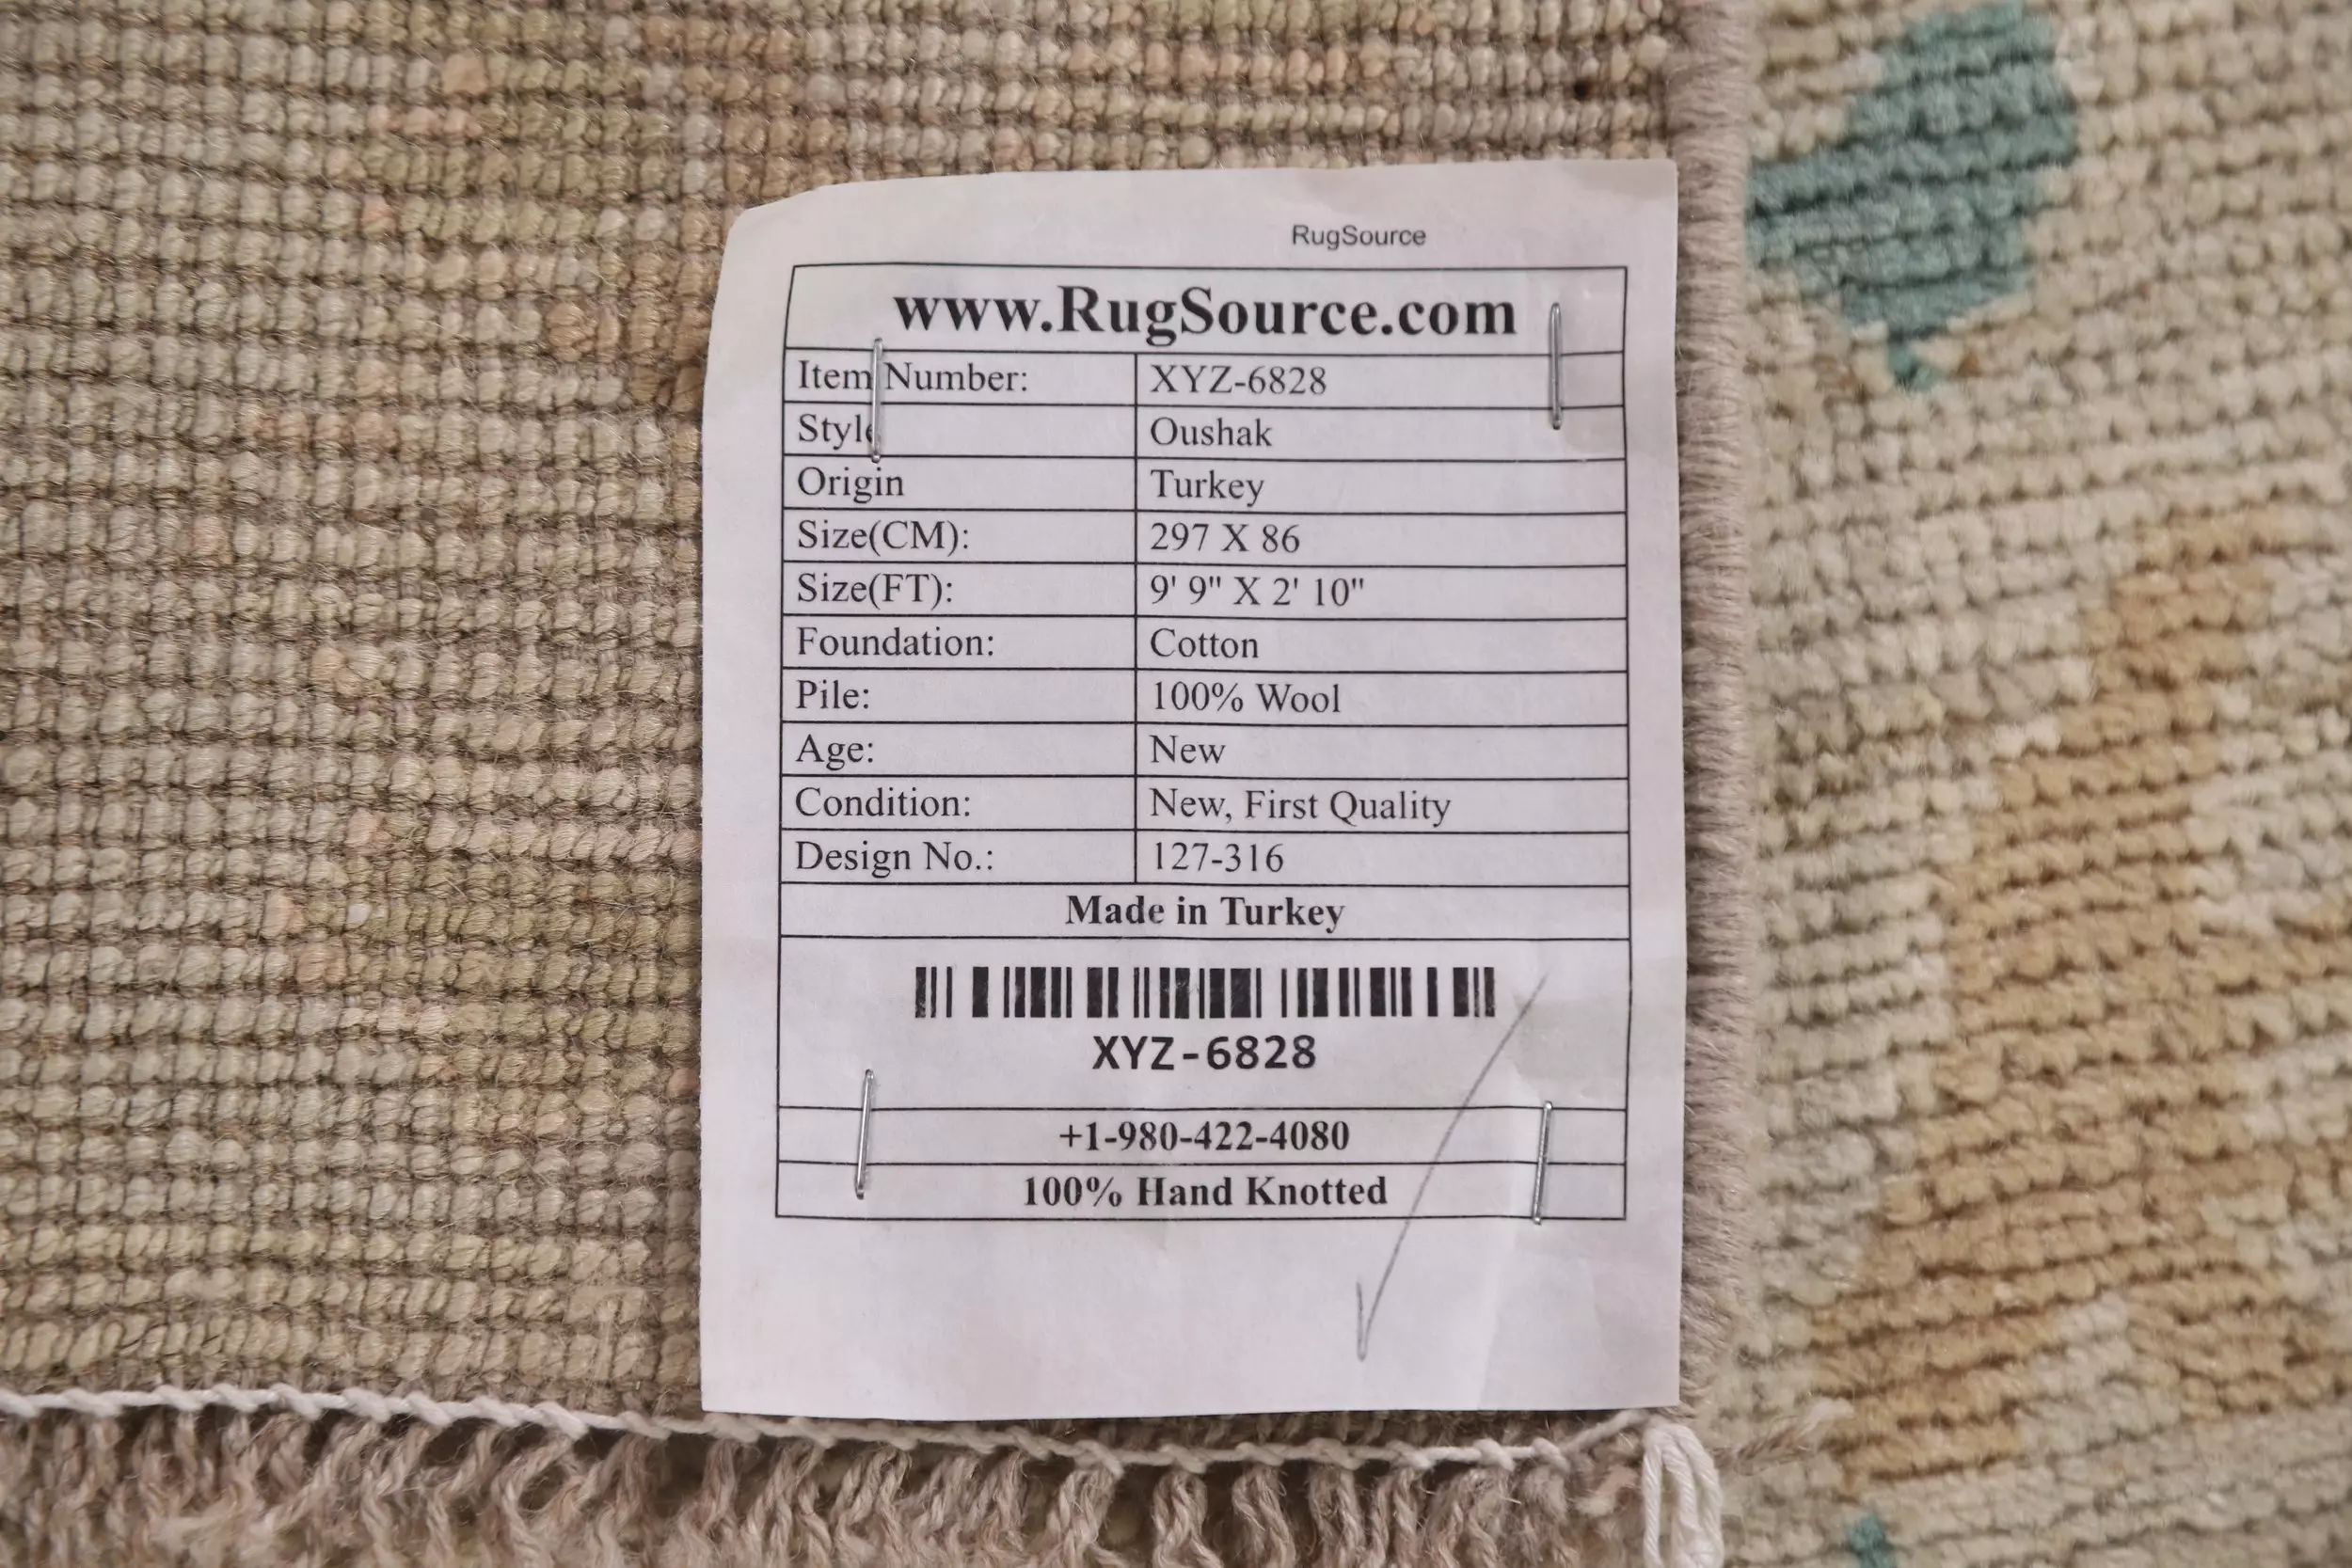 RugSource
www.RugSource.com
Item Number: XYZ-6828
Style Oushak
Origin Turkey
Size(CM): 297 X 86
Size(FT): 9' 9" X 2' 10"
Foundation: Cotton
Pile: 100% Wool
Age: New
Condition: New, First Quality
Design No.: 127-316
Made in Turkey
XYZ-6828
+1-980-422-4080
100% Hand Knotted